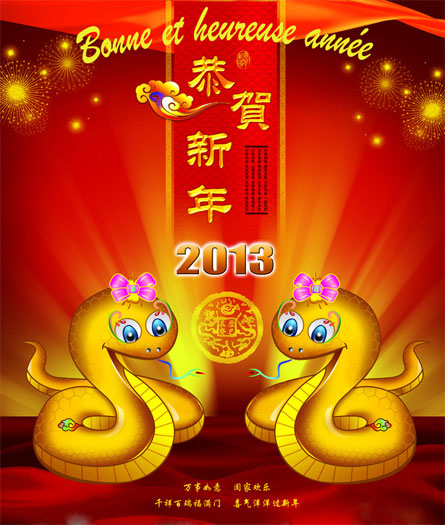 Bonne et heureuse année
恭
賀
新
年
2013
万事如意 阖家欢乐
千祥百瑞福满门 喜气洋洋过新年